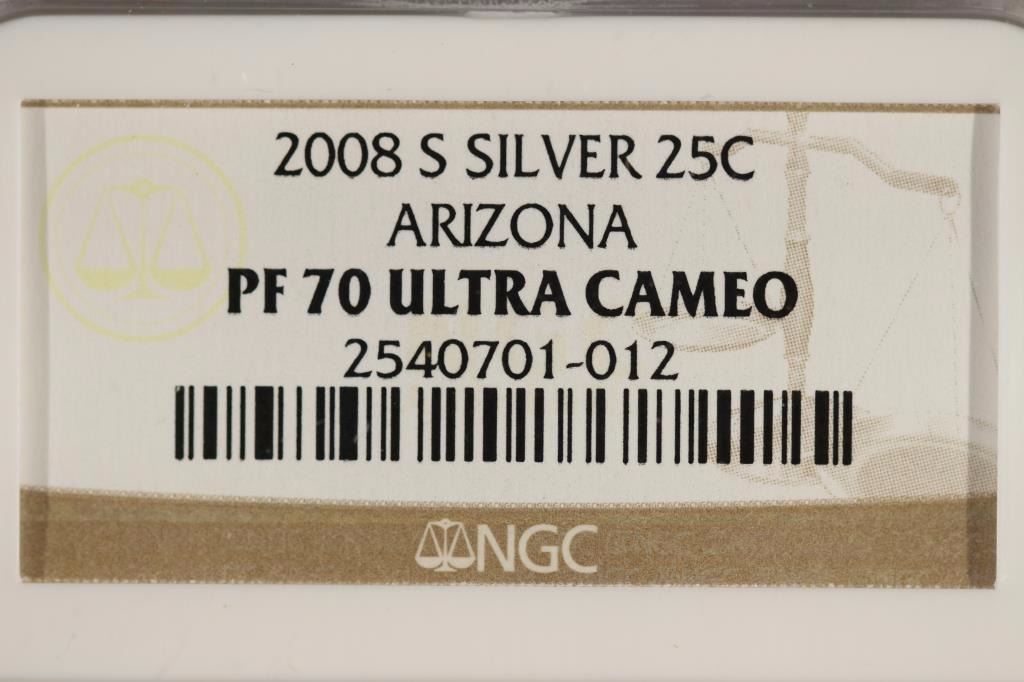 2008 S SILVER 25C
ARIZONA
PF 70 ULTRA CAMEO
2540701-012
NGC